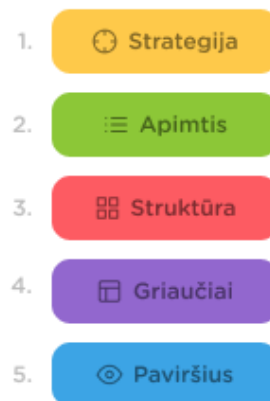 1. Strategija
2. Apimtis
3. Struktūra
4. Griaučiai
5. Paviršius